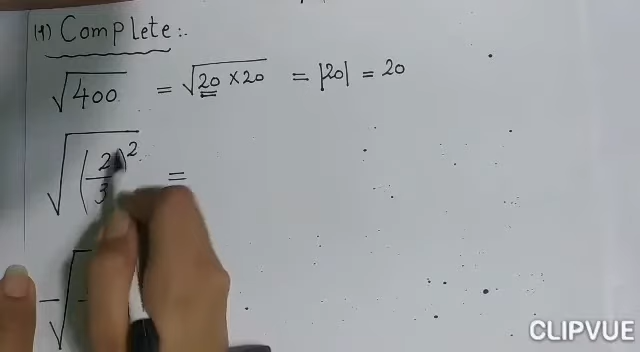 (1) Complete:.
√400 = √20 × 20 = |20| = 20
√(2/3)² =
-√
CLIPVUE